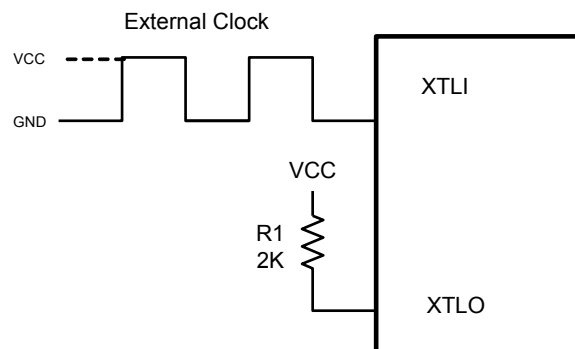 External Clock
VCC
XTLI
GND
VCC
R1
2K
XTLO